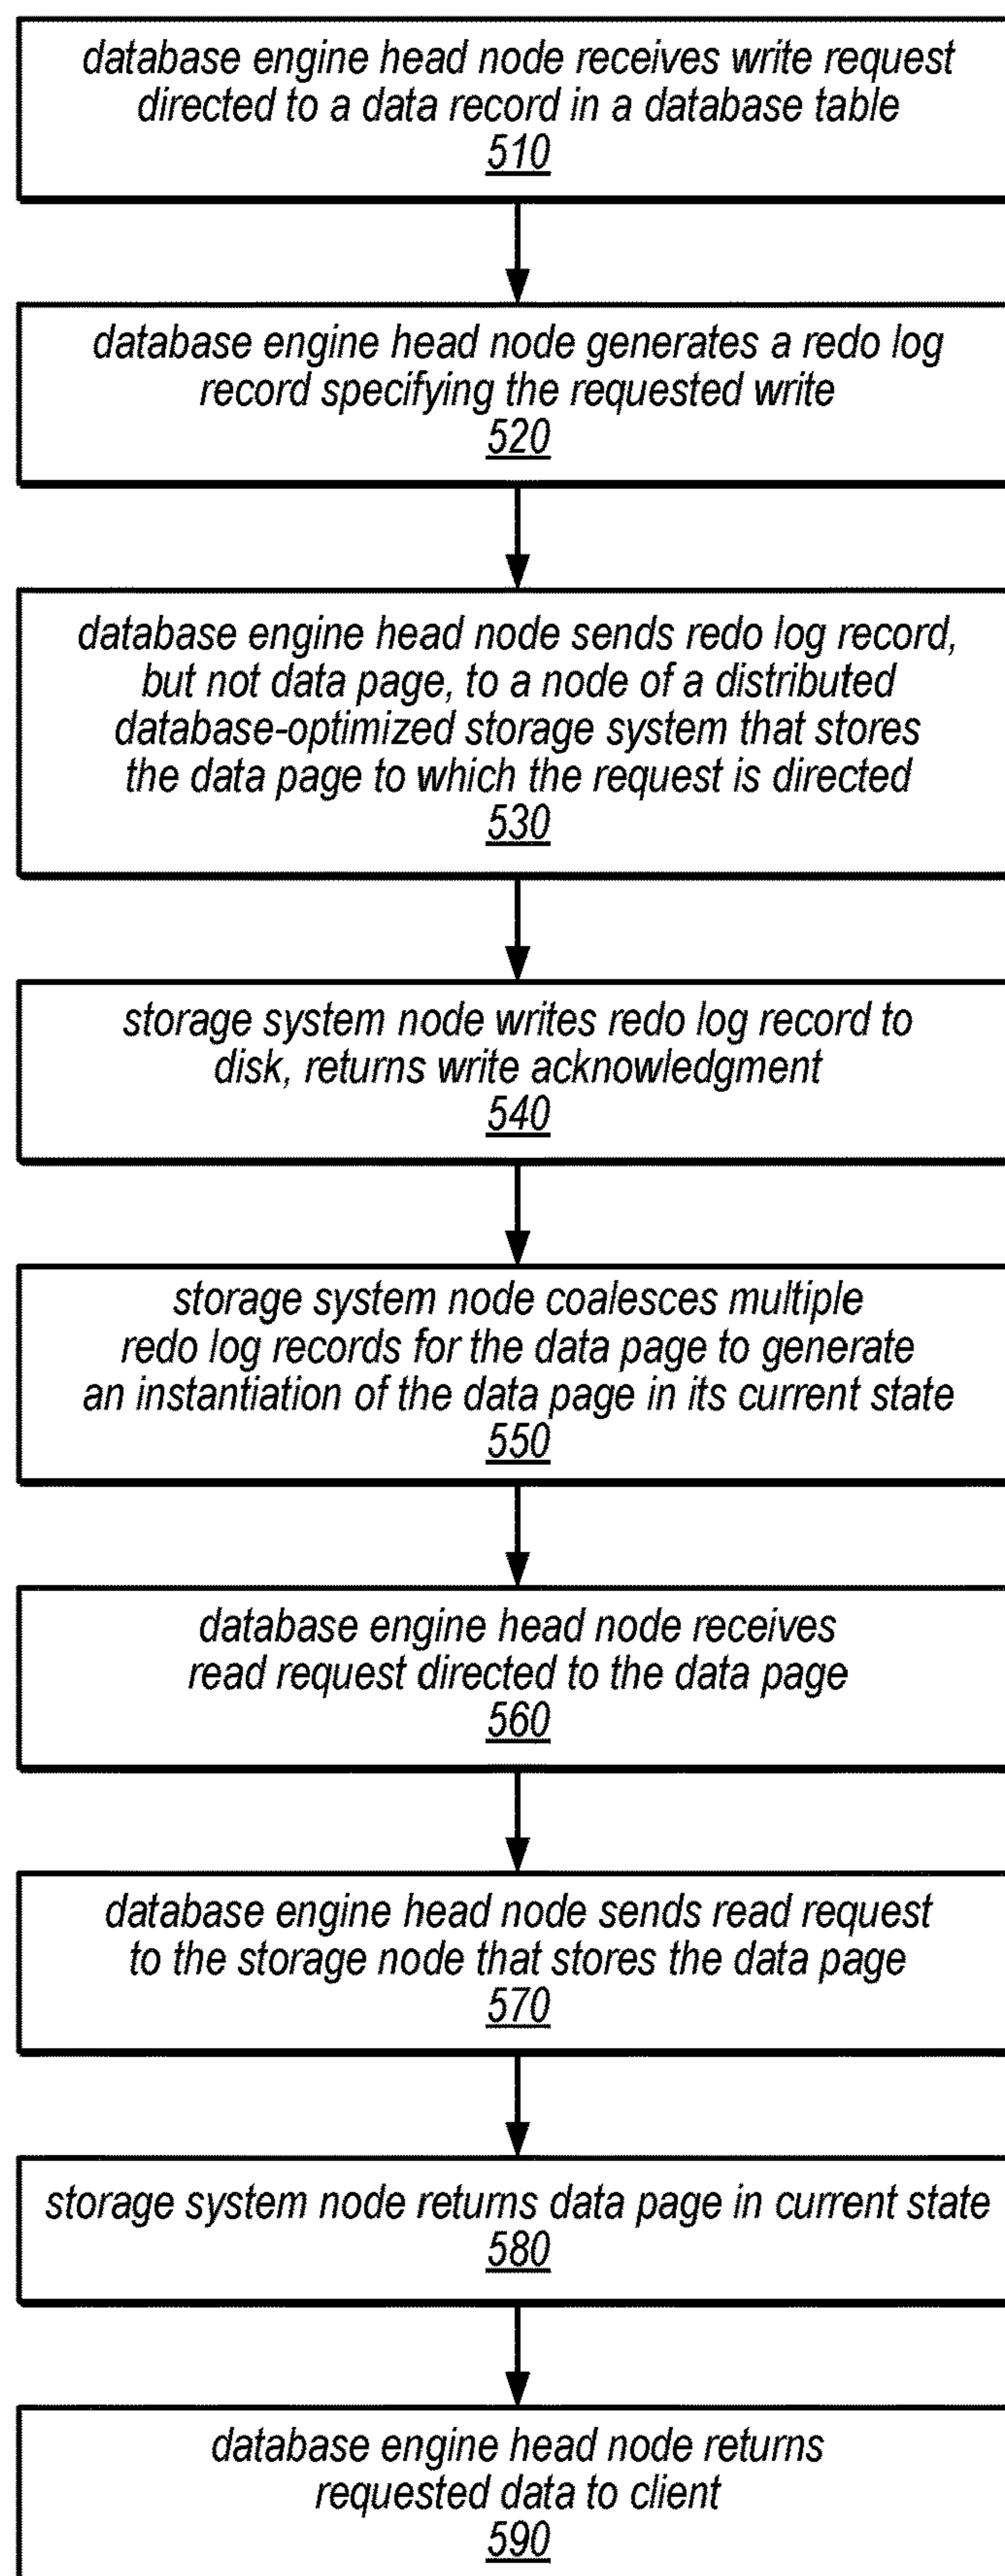 database engine head node receives write request
directed to a data record in a database table
510
database engine head node generates a redo log
record specifying the requested write
520
database engine head node sends redo log record,
but not data page, to a node of a distributed
database-optimized storage system that stores
the data page to which the request is directed
530
storage system node writes redo log record to
disk, returns write acknowledgment
540
storage system node coalesces multiple
redo log records for the data page to generate
an instantiation of the data page in its current state
550
database engine head node receives
read request directed to the data page
560
database engine head node sends read request
to the storage node that stores the data page
570
storage system node returns data page in current state
580
database engine head node returns
requested data to client
590